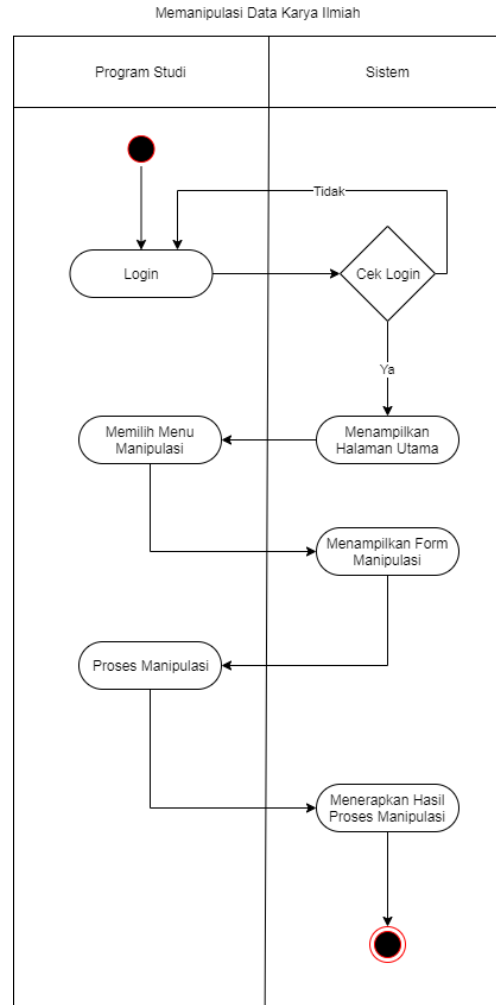 Memanipulasi Data Karya Ilmiah
Program Studi
Sistem
Tidak
Login
Cek Login
Ya
Memilih Menu
Manipulasi
Menampilkan
Halaman Utama
Menampilkan Form
Manipulasi
Proses Manipulasi
Menerapkan Hasil
Proses Manipulasi